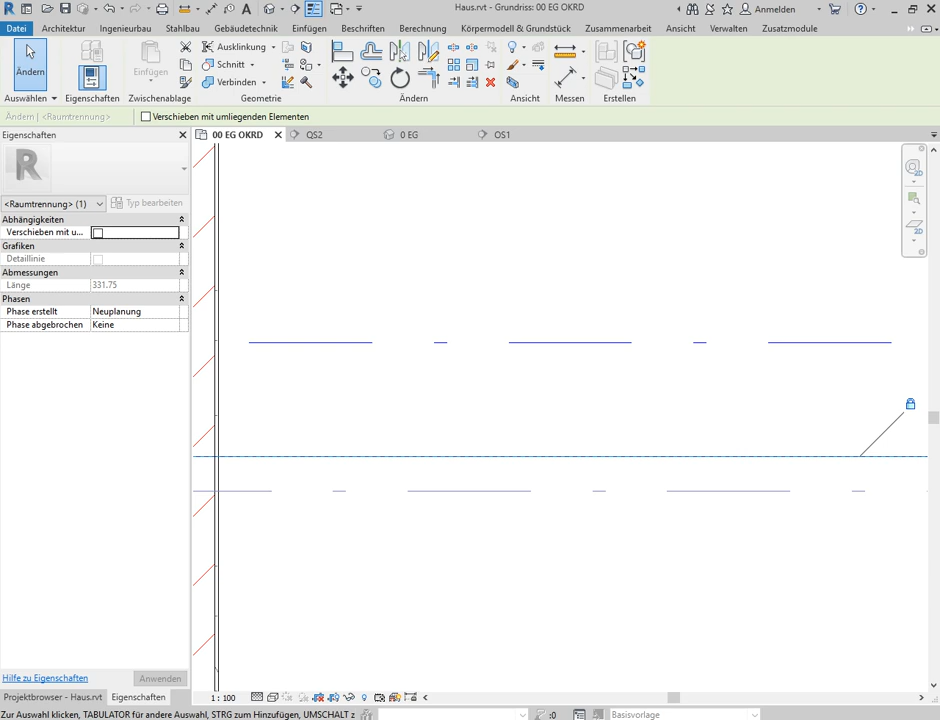 Haus.rvt - Grundriss: 00 EG OKRD
Anmelden
Datei Architektur Ingenieurbau Stahlbau Gebäudetechnik Einfügen Beschriften Berechnung Körpermodell & Grundstück Zusammenarbeit Ansicht Verwalten Zusatzmodule
Ausklinkung
Schnitt
Verbinden
Ändern
Einfügen
Auswählen Eigenschaften Zwischenablage Geometrie Ändern Ansicht Messen Erstellen
Ändern | <Raumtrennung> Verschieben mit umliegenden Elementen
Eigenschaften
00 EG OKRD QS2 0 EG OS1
R
<Raumtrennung> (1) Typ bearbeiten
Abhängigkeiten
Verschieben mit u...
Grafiken
Detaillinie
Abmessungen
Länge 331.75
Phasen
Phase erstellt Neuplanung
Phase abgebrochen Keine
2D
2D
Hilfe zu Eigenschaften Anwenden
Projektbrowser - Haus.rvt Eigenschaften
1 : 100
Zur Auswahl klicken, TABULATOR für andere Auswahl, STRG zum Hinzufügen, UMSCHALT z
:0
Basisvorlage